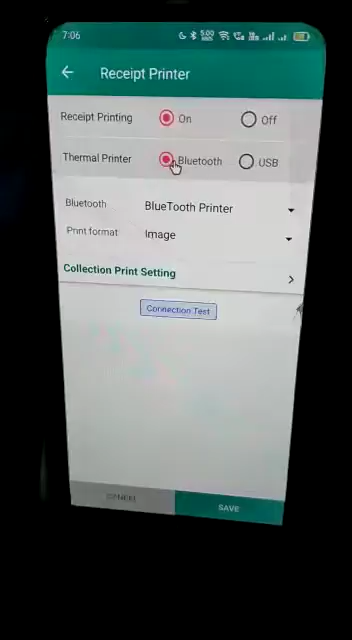 7:06
Receipt Printer
Receipt Printing On Off
Thermal Printer Bluetooth USB
Bluetooth BlueTooth Printer
Print format Image
Collection Print Setting
Connection Test
CANCEL SAVE